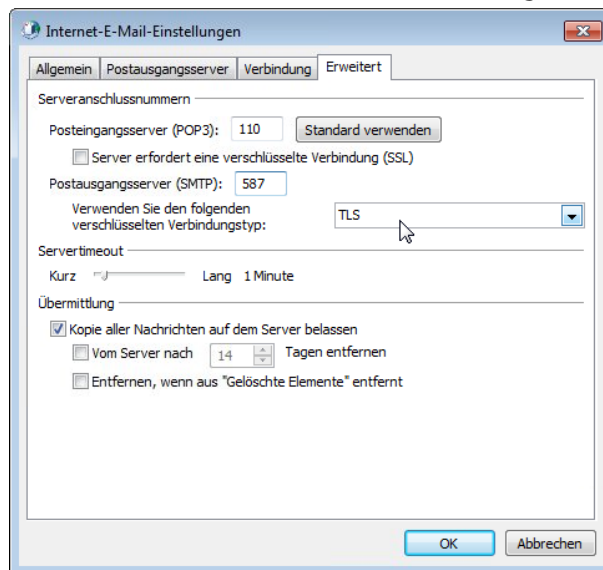 Internet-E-Mail-Einstellungen
Allgemein Postausgangsserver Verbindung Erweitert
Serveranschlussnummern
Posteingangsserver (POP3): 110 Standard verwenden
Server erfordert eine verschlüsselte Verbindung (SSL)
Postausgangsserver (SMTP): 587
Verwenden Sie den folgenden
verschlüsselten Verbindungstyp: TLS
Servertimeout
Kurz Lang 1 Minute
Übermittlung
Kopie aller Nachrichten auf dem Server belassen
Vom Server nach 14 Tagen entfernen
Entfernen, wenn aus "Gelöschte Elemente" entfernt
OK Abbrechen